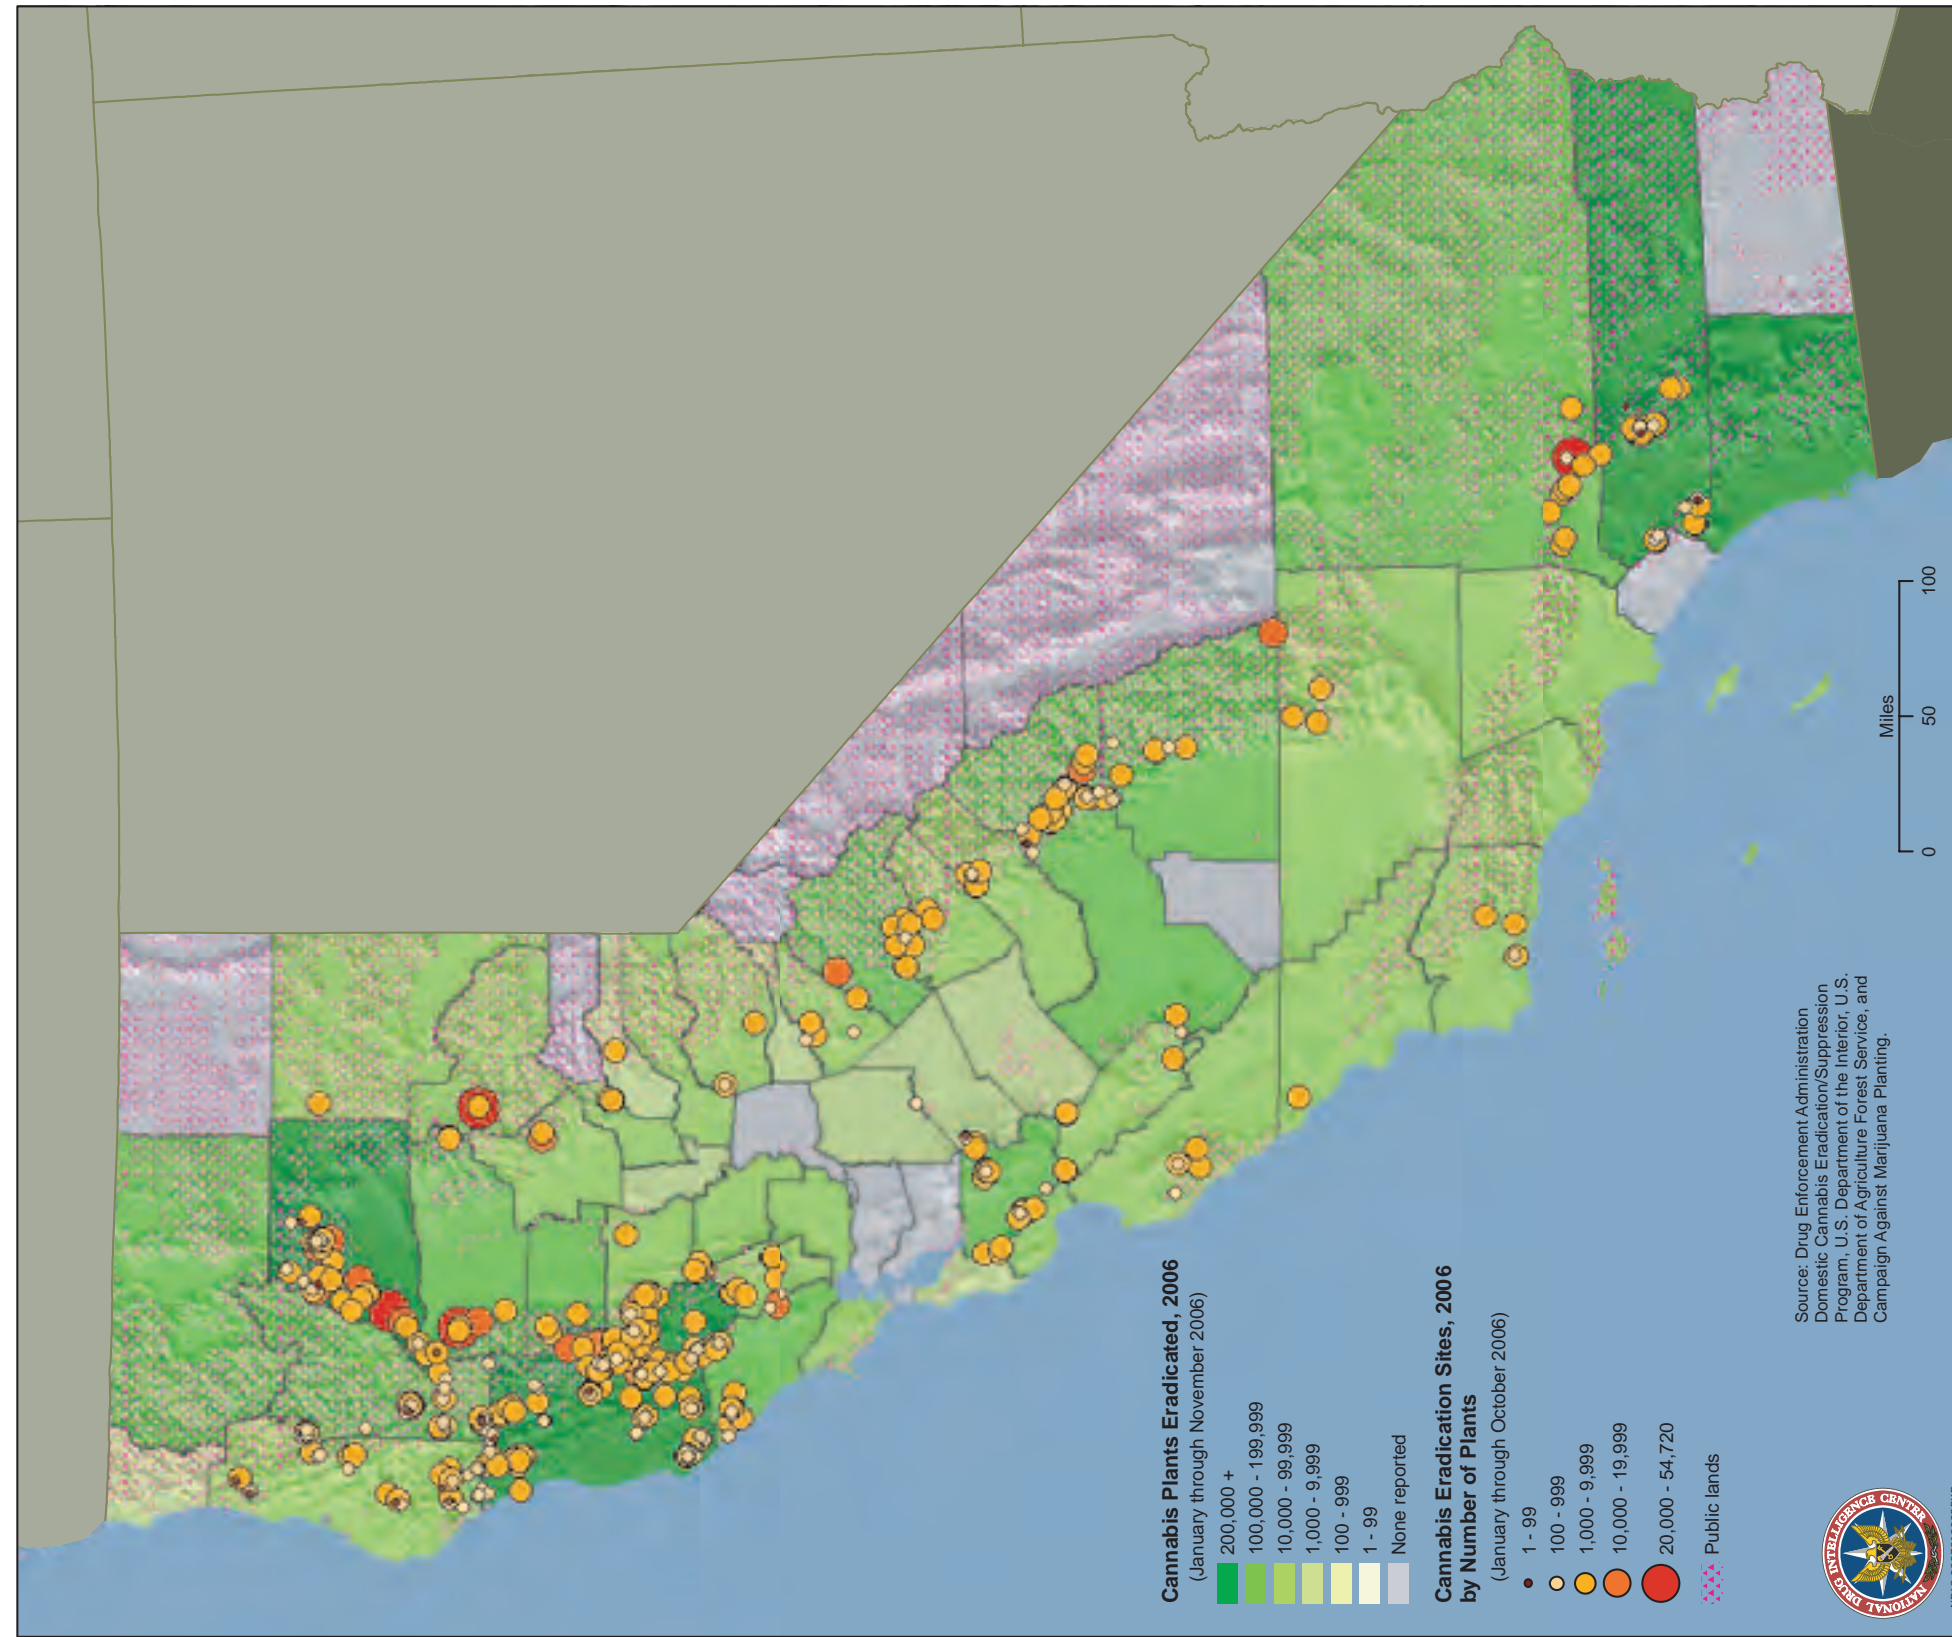 Cannabis Plants Eradicated, 2006
(January through November 2006)
200,000 +
100,000 - 199,999
10,000 - 99,999
1,000 - 9,999
100 - 999
1 - 99
None reported
Cannabis Eradication Sites, 2006
by Number of Plants
(January through October 2006)
1 - 99
100 - 999
1,000 - 9,999
10,000 - 19,999
20,000 - 54,720
Public lands
Miles
0 50 100
Source: Drug Enforcement Administration
Domestic Cannabis Eradication/Suppression
Program, U.S. Department of the Interior, U.S.
Department of Agriculture Forest Service, and
Campaign Against Marijuana Planting.
NATIONAL DRUG INTELLIGENCE CENTER